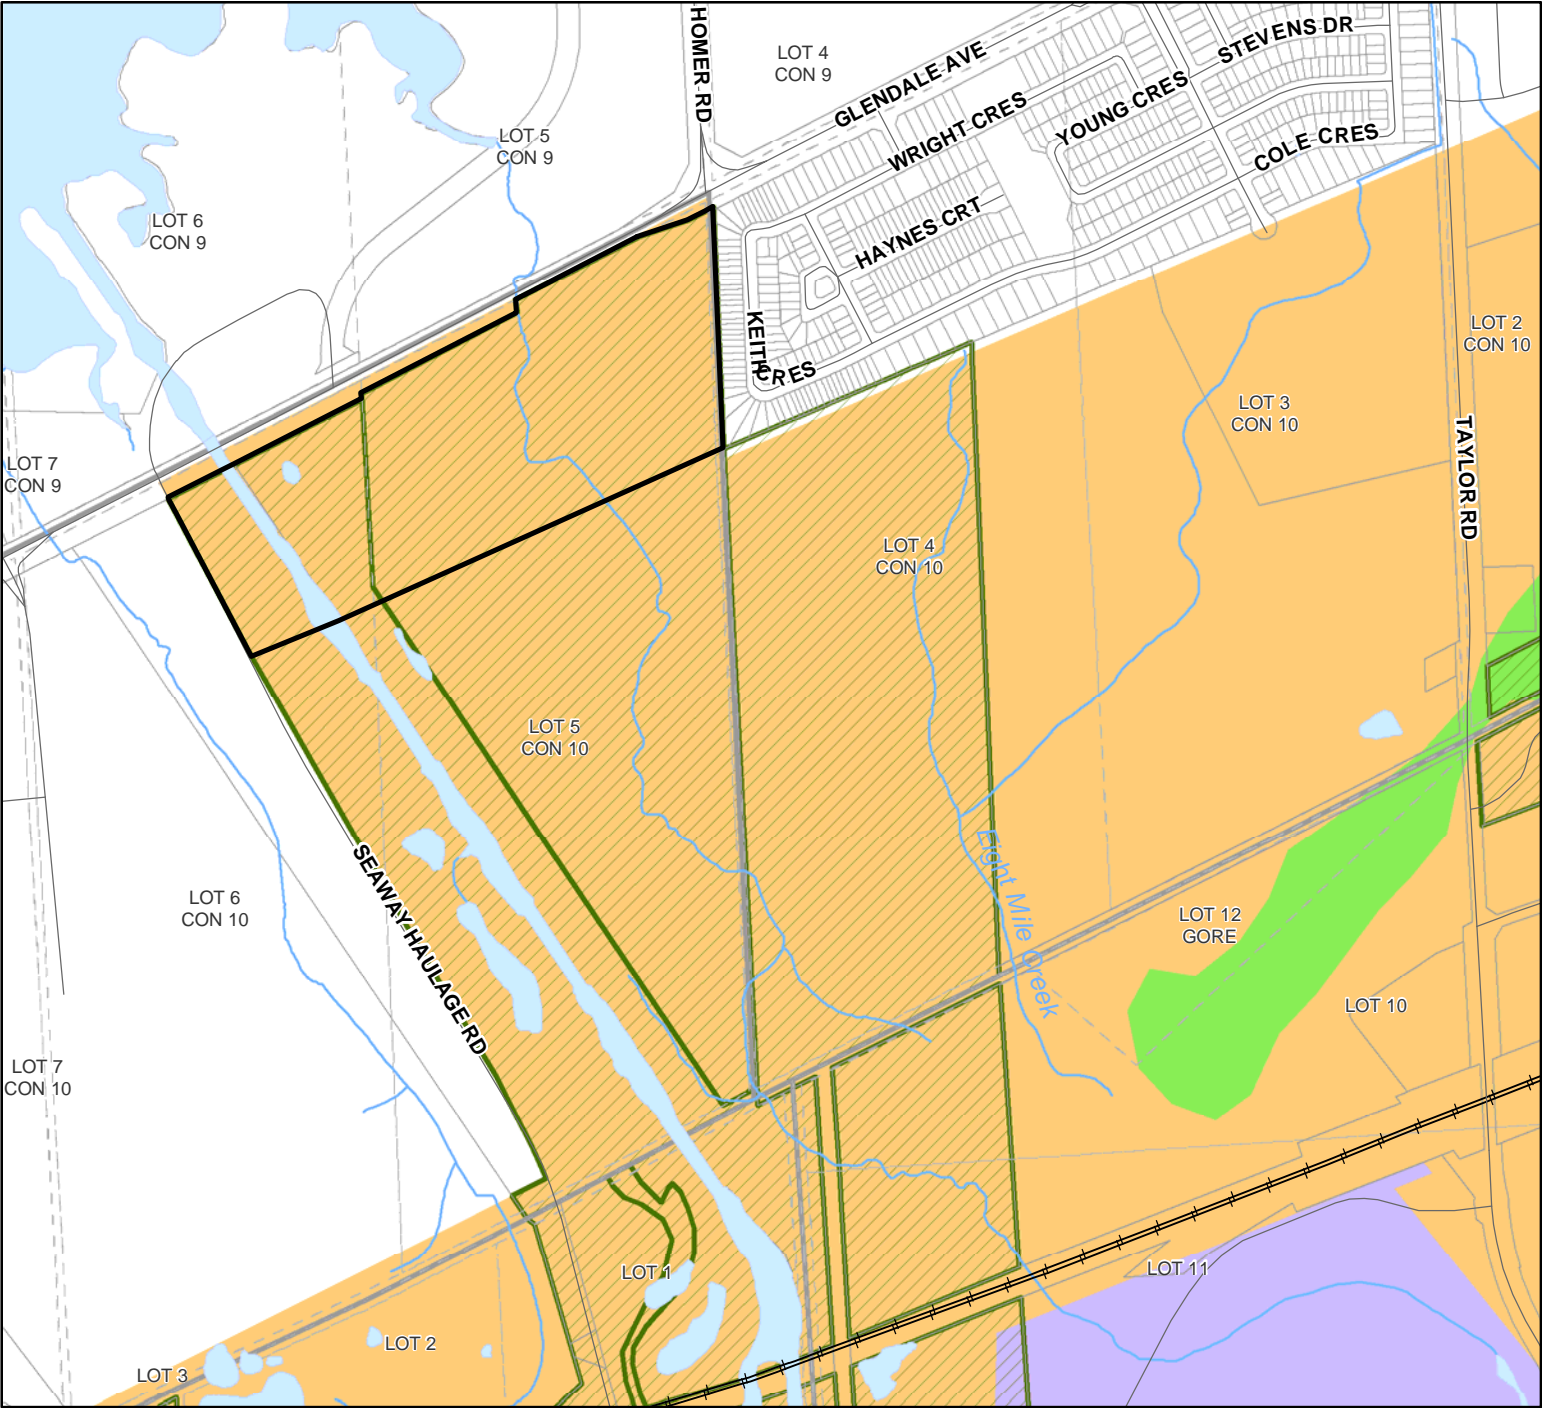 HOMER RD
LOT 4
CON 9
GLENDALE AVE
STEVENS DR
WRIGHT CRES
YOUNG CRES
COLE CRES
LOT 5
CON 9
LOT 6
CON 9
HAYNES CRT
KEITH
CRES
LOT 2
CON 10
LOT 3
CON 10
TAYLOR RD
LOT 7
CON 9
LOT 4
CON 10
LOT 5
CON 10
SEAWAY HAULAGE RD
LOT 6
CON 10
Eight Mile Creek
LOT 12
GORE
LOT 10
LOT 7
CON 10
LOT 1
LOT 11
LOT 2
LOT 3